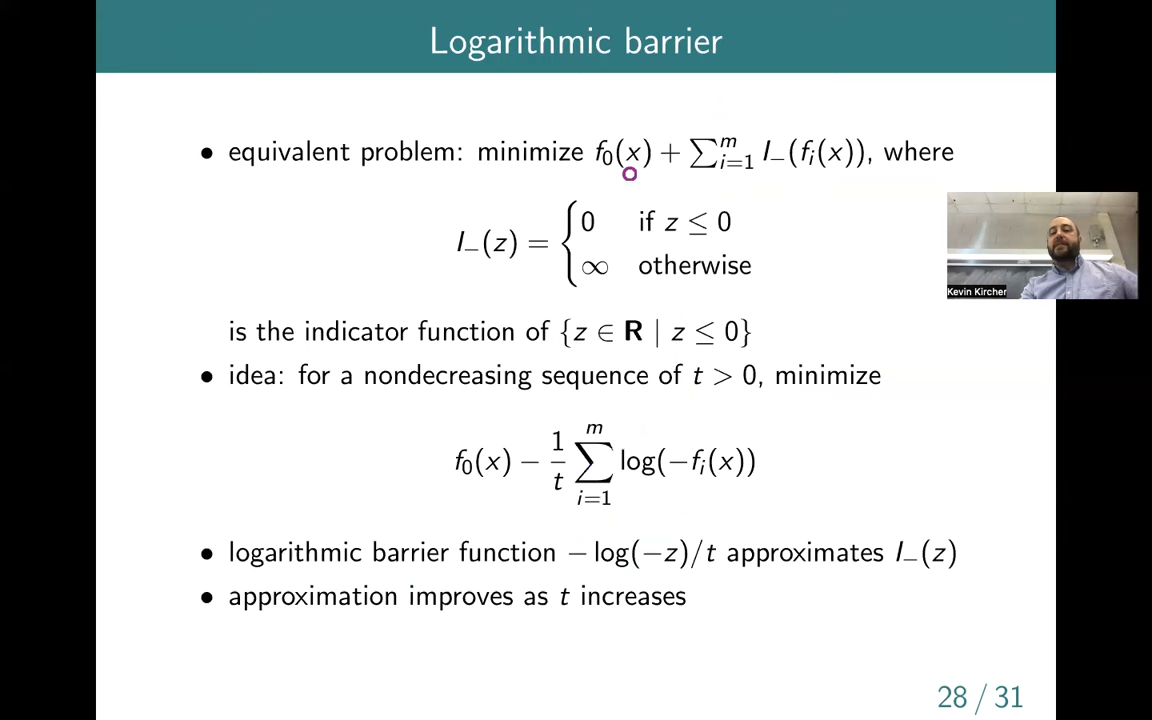 Logarithmic barrier
• equivalent problem: minimize f₀(x) + ∑ᵢ₌₁ᵐ I₋(fᵢ(x)), where
I₋(z) = { 0 if z ≤ 0
∞ otherwise
is the indicator function of {z ∈ R | z ≤ 0}
• idea: for a nondecreasing sequence of t > 0, minimize
f₀(x) − 1/t ∑ᵢ₌₁ᵐ log(−fᵢ(x))
• logarithmic barrier function − log(−z)/t approximates I₋(z)
• approximation improves as t increases
Kevin Kircher
28 / 31